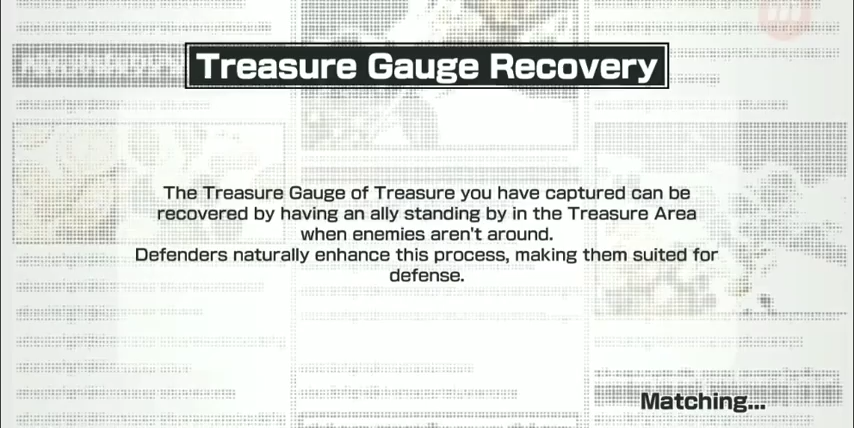 Treasure Gauge Recovery
The Treasure Gauge of Treasure you have captured can be
recovered by having an ally standing by in the Treasure Area
when enemies aren't around.
Defenders naturally enhance this process, making them suited for
defense.
Matching...